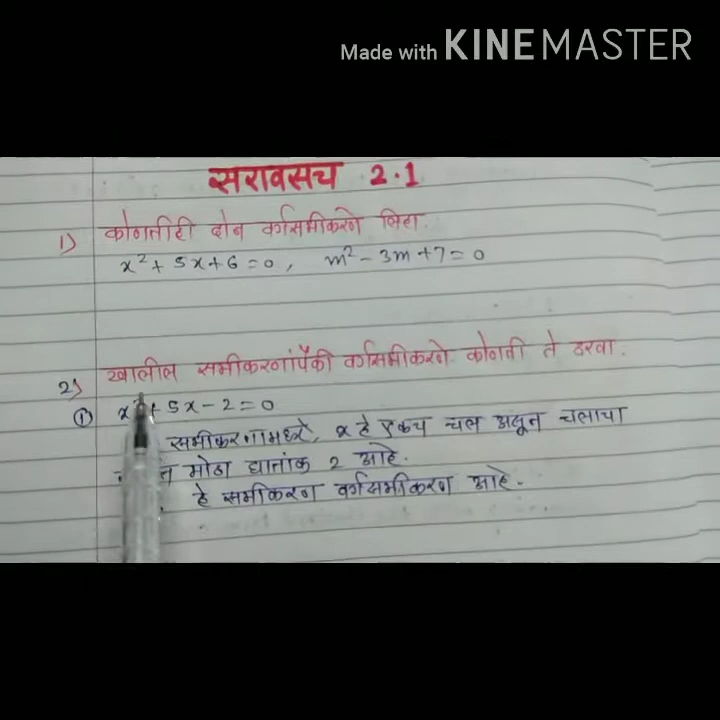 Made with KINEMASTER
सरावसंच 2.1
1) कोणतीही दोन वर्गसमीकरणे लिहा.
x² + 5x + 6 = 0, m² - 3m + 7 = 0
2) खालील समीकरणांपैकी वर्गसमीकरणे कोणती ते ठरवा.
① x² + 5x - 2 = 0
समीकरणामध्ये, x हे एकच चल असून चलाचा
मोठा घातांक 2 आहे.
हे समीकरण वर्गसमीकरण आहे.